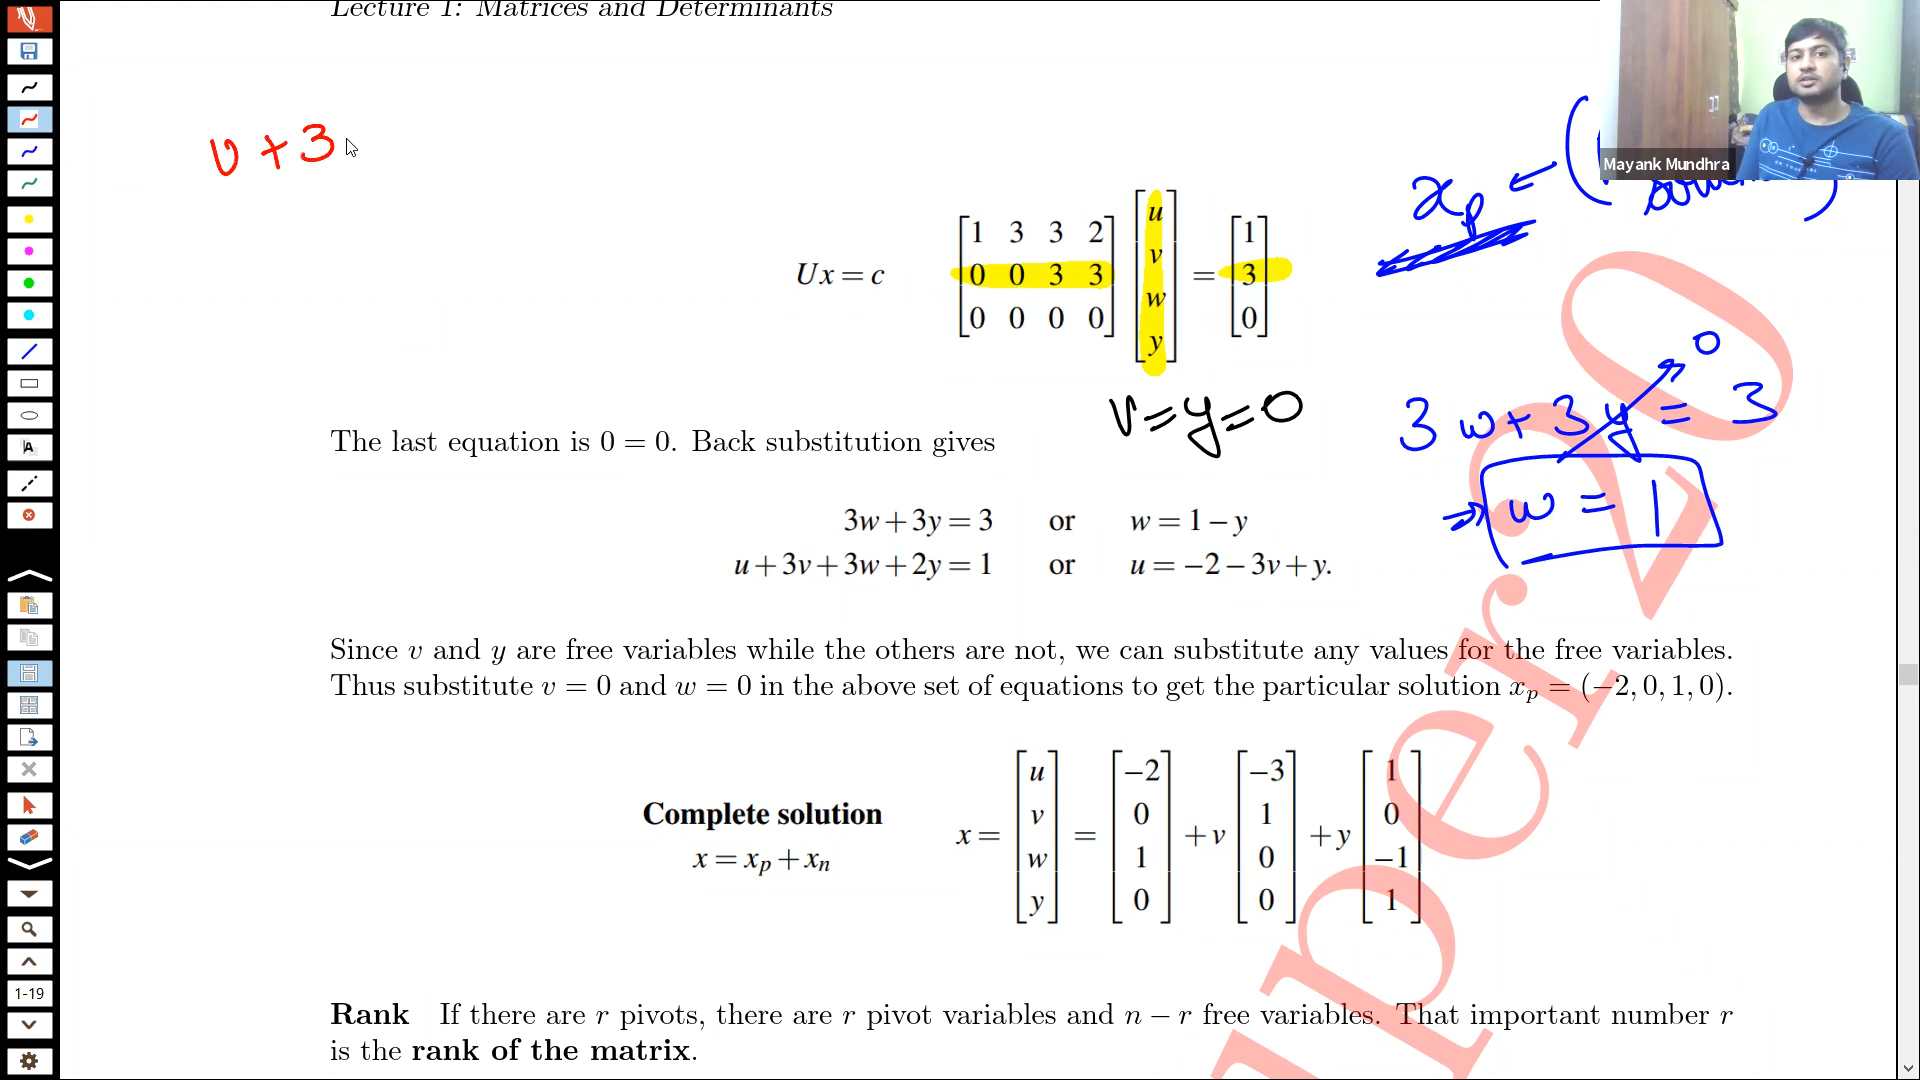 Lecture 1: Matrices and Determinants
Mayank Mundhra
v + 3
x_p ← (
Ux = c [1 3 3 2; 0 0 3 3; 0 0 0 0] [u; v; w; y] = [1; 3; 0]
v = y = 0
3w + 3y = 3
0
⇒ w = 1
The last equation is 0 = 0. Back substitution gives
3w + 3y = 3 or w = 1 − y
u + 3v + 3w + 2y = 1 or u = −2 − 3v + y.
Since v and y are free variables while the others are not, we can substitute any values for the free variables.
Thus substitute v = 0 and w = 0 in the above set of equations to get the particular solution x_p = (−2, 0, 1, 0).
Complete solution
x = x_p + x_n
x = [u; v; w; y] = [−2; 0; 1; 0] + v [−3; 1; 0; 0] + y [1; 0; −1; 1]
Rank If there are r pivots, there are r pivot variables and n − r free variables. That important number r
is the rank of the matrix.
per20
A
1-19